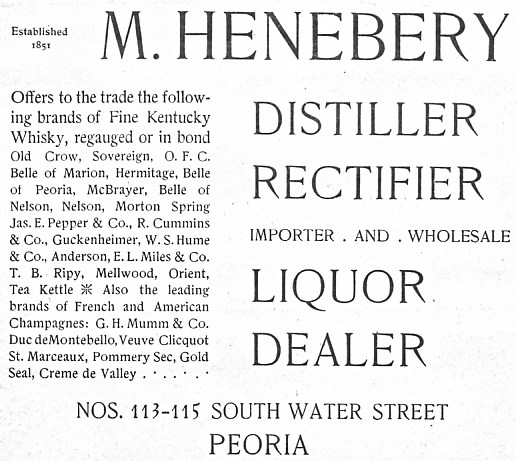 Established
1851
M. HENEBERY
Offers to the trade the follow-
ing brands of Fine Kentucky
Whisky, regauged or in bond
Old Crow, Sovereign, O. F. C.
Belle of Marion, Hermitage, Belle
of Peoria, McBrayer, Belle of
Nelson, Nelson, Morton Spring
Jas. E. Pepper & Co., R. Cummins
& Co., Guckenheimer, W. S. Hume
& Co., Anderson, E. L. Miles & Co.
T. B. Ripy, Mellwood, Orient,
Tea Kettle ※ Also the leading
brands of French and American
Champagnes: G. H. Mumm & Co.
Duc deMontebello, Veuve Clicquot
St. Marceaux, Pommery Sec, Gold
Seal, Creme de Valley . . . . . .
DISTILLER
RECTIFIER
IMPORTER . AND . WHOLESALE
LIQUOR
DEALER
NOS. 113-115 SOUTH WATER STREET
PEORIA